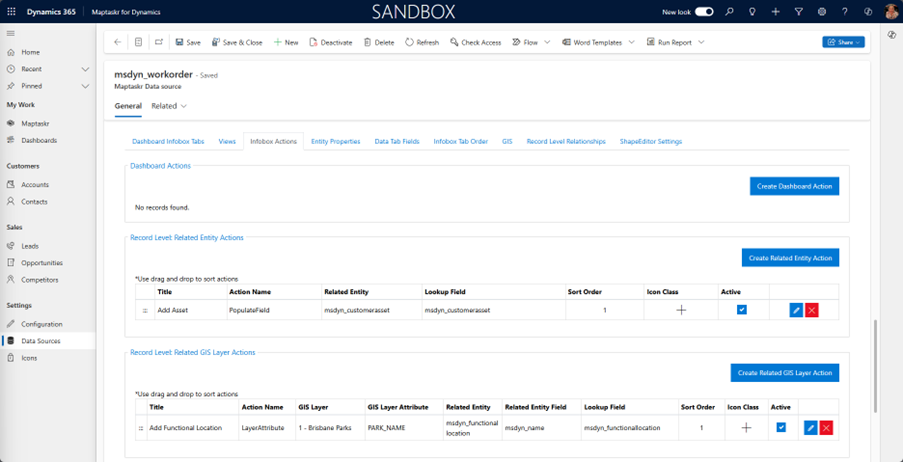 Dynamics 365 Maptaskr for Dynamics SANDBOX New look
Save Save & Close New Deactivate Delete Refresh Check Access Flow Word Templates Run Report Share
Home
Recent
Pinned
My Work
Maptaskr
Dashboards
Customers
Accounts
Contacts
Sales
Leads
Opportunities
Competitors
Settings
Configuration
Data Sources
Icons
msdyn_workorder - Saved
Maptaskr Data source
General Related
Dashboard Infobox Tabs Views Infobox Actions Entity Properties Data Tab Fields Infobox Tab Order GIS Record Level Relationships ShapeEditor Settings
Dashboard Actions
Create Dashboard Action
No records found.
Record Level: Related Entity Actions
Create Related Entity Action
*Use drag and drop to sort actions
Title Action Name Related Entity Lookup Field Sort Order Icon Class Active
Add Asset PopulateField msdyn_customerasset msdyn_customerasset 1
Record Level: Related GIS Layer Actions
Create Related GIS Layer Action
*Use drag and drop to sort actions
Title Action Name GIS Layer GIS Layer Attribute Related Entity Related Entity Field Lookup Field Sort Order Icon Class Active
Add Functional Location LayerAttribute 1 - Brisbane Parks PARK_NAME msdyn_functional msdyn_name msdyn_functionallocation 1
location